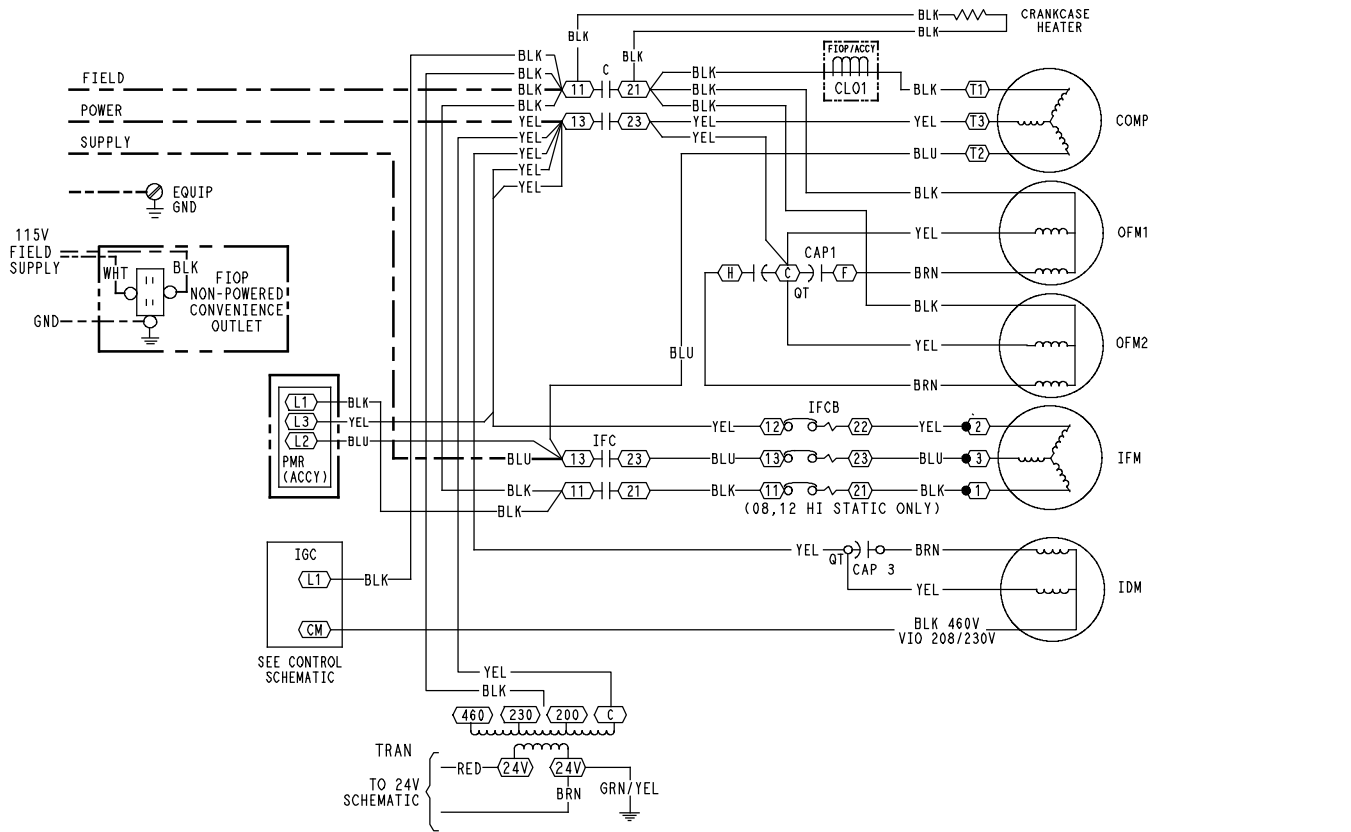 BLK
CRANKCASE
HEATER
BLK
BLK
BLK
FIOP/ACCY
CLO1
BLK
BLK
C
FIELD
BLK
BLK
BLK
11
21
BLK
BLK
BLK
BLK
T1
POWER
YEL
13
23
YEL
YEL
T3
COMP
YEL
YEL
SUPPLY
YEL
BLU
T2
YEL
YEL
EQUIP
GND
BLK
115V
FIELD
SUPPLY
WHT
BLK
FIOP
NON-POWERED
CONVENIENCE
OUTLET
GND
YEL
OFM1
CAP1
H
C
F
BRN
QT
BLK
YEL
OFM2
BLU
BRN
L1
BLK
L3
YEL
L2
BLU
PMR
(ACCY)
IFCB
YEL
12
22
YEL
2
IFC
BLU
13
23
BLU
13
23
BLU
3
IFM
BLK
11
21
BLK
11
21
BLK
1
BLK
(08,12 HI STATIC ONLY)
IGC
L1
BLK
CM
SEE CONTROL
SCHEMATIC
YEL
QT
CAP 3
BRN
YEL
IDM
BLK 460V
VIO 208/230V
YEL
BLK
460
230
200
C
TRAN
RED
24V
24V
TO 24V
SCHEMATIC
BRN
GRN/YEL